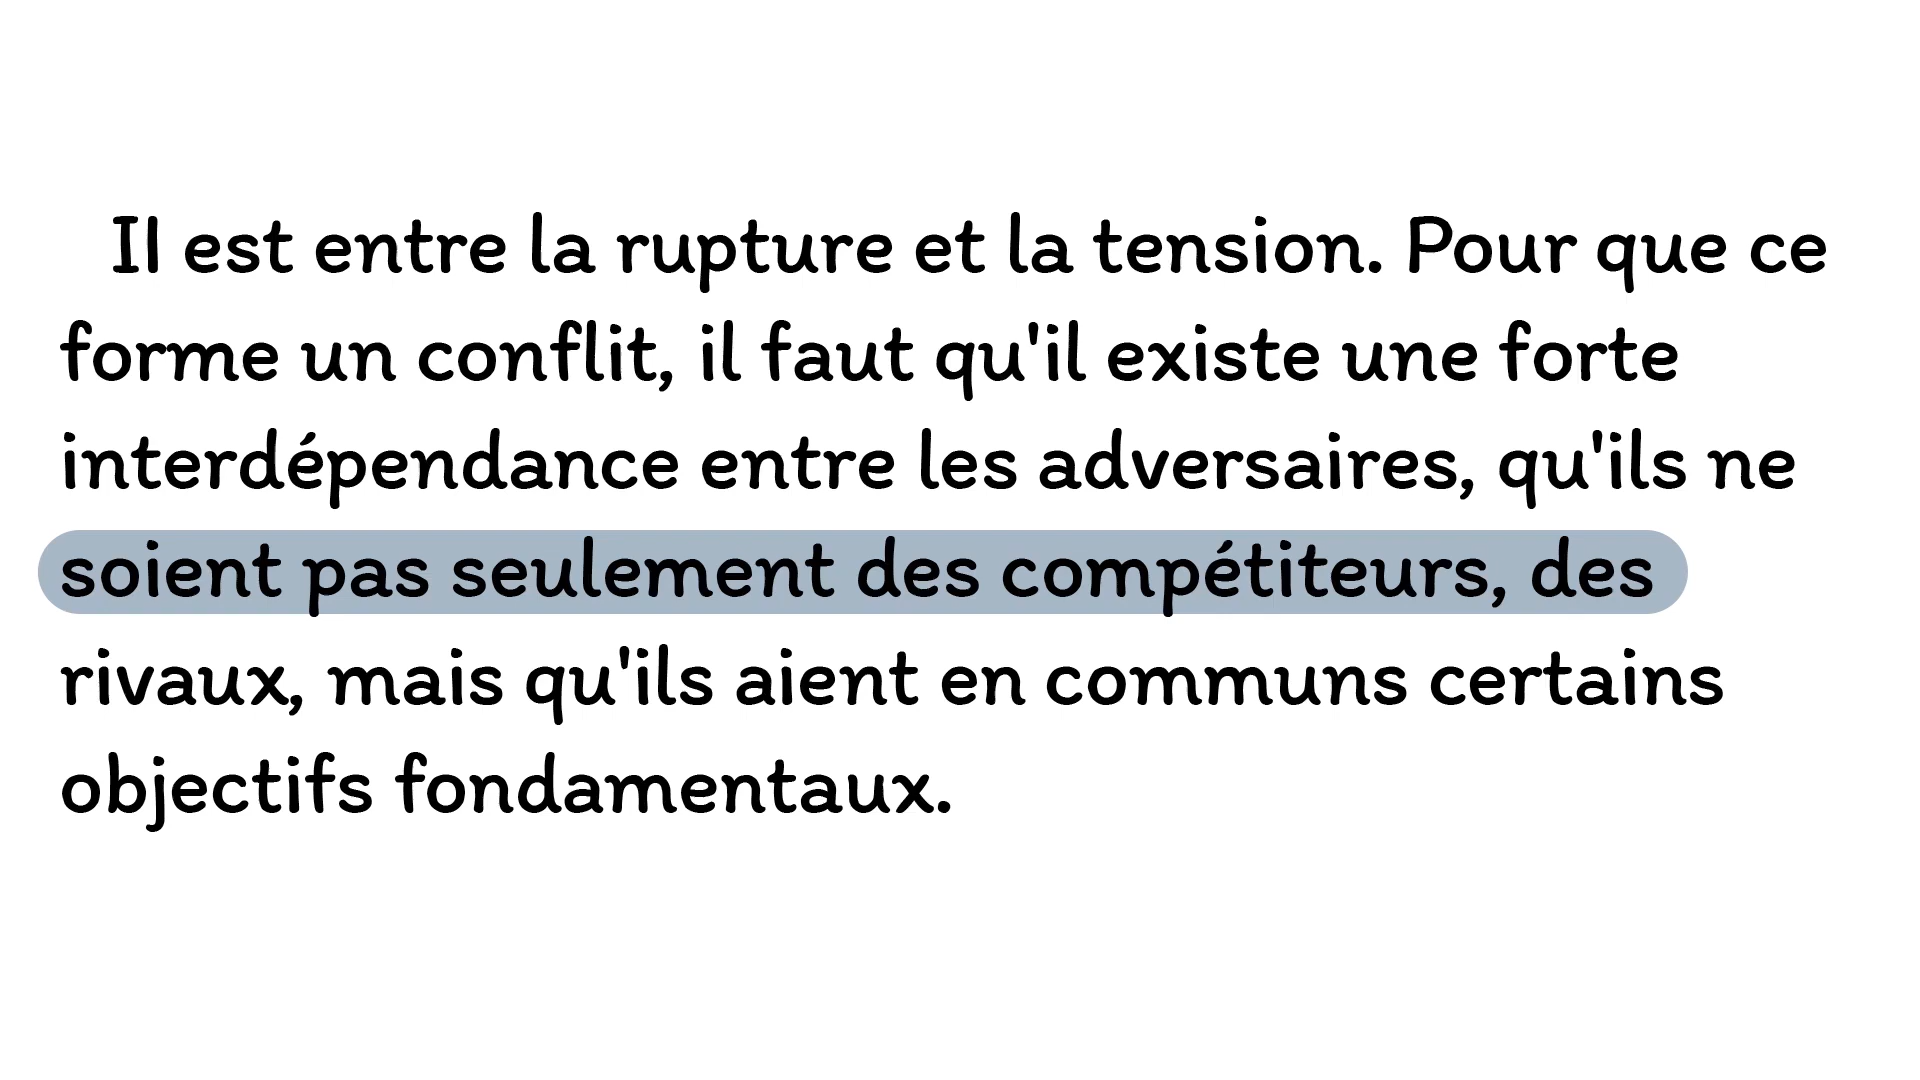 Il est entre la rupture et la tension. Pour que ce
forme un conflit, il faut qu'il existe une forte
interdépendance entre les adversaires, qu'ils ne
soient pas seulement des compétiteurs, des
rivaux, mais qu'ils aient en communs certains
objectifs fondamentaux.